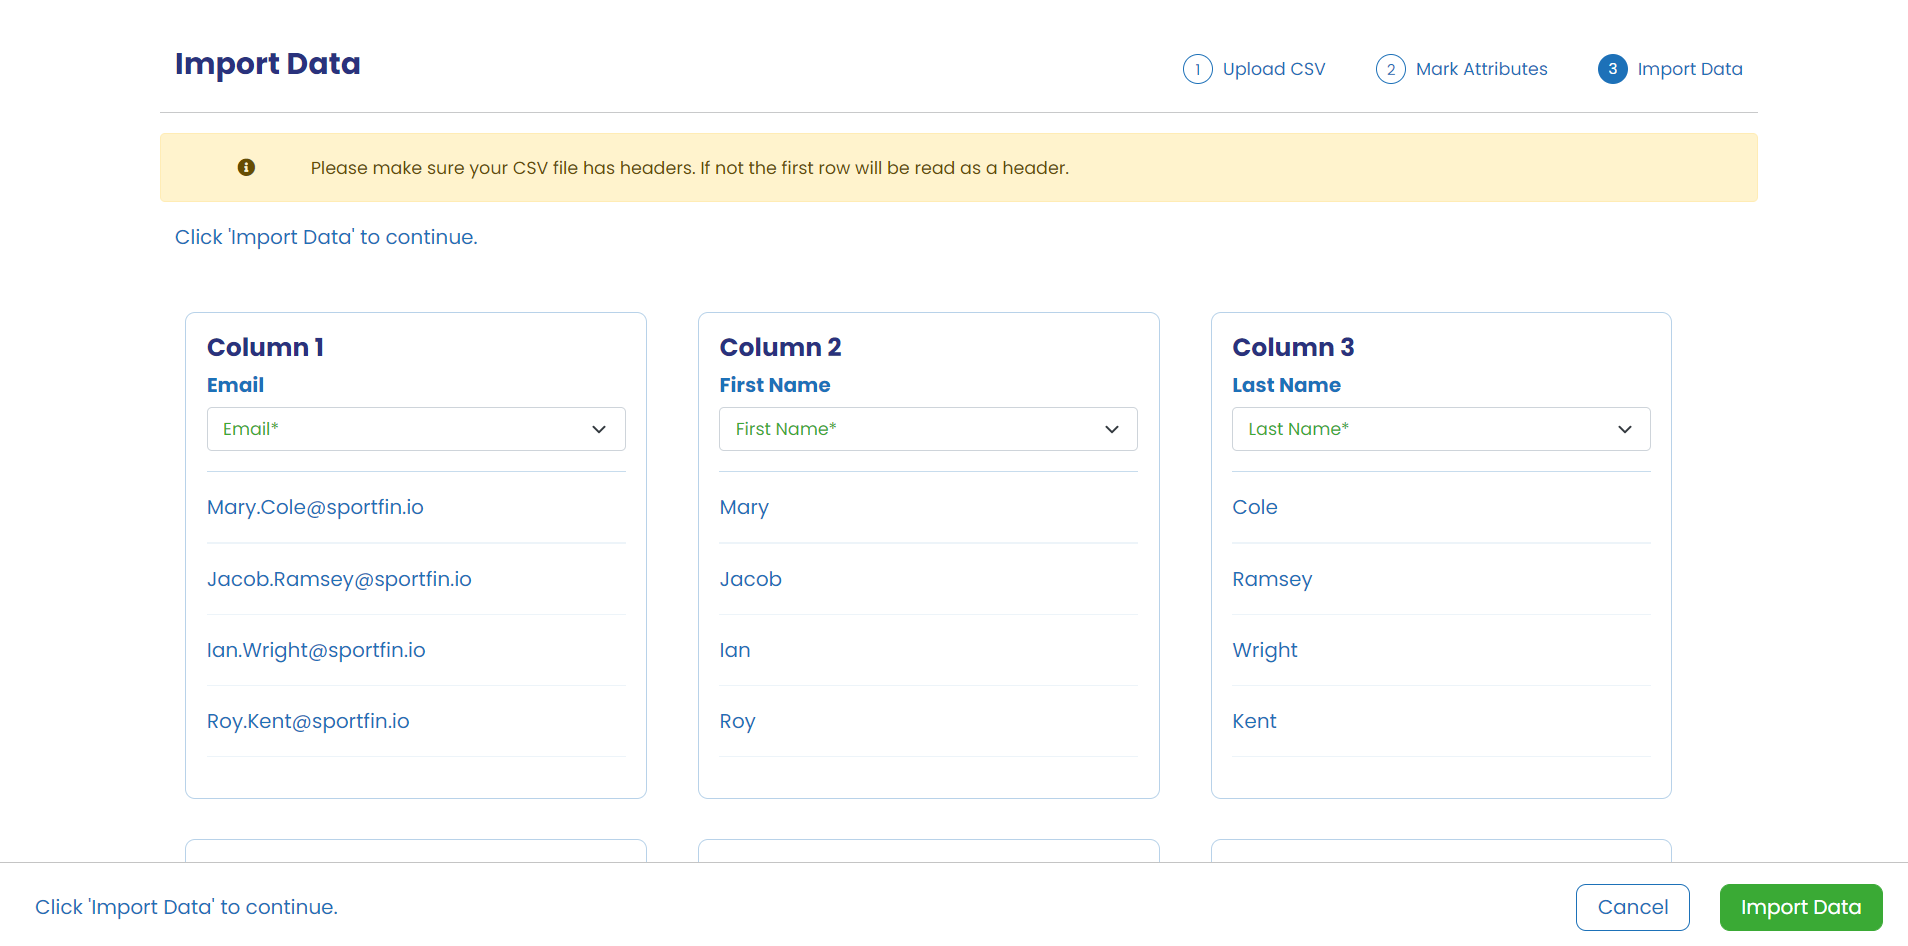 Import Data
1 Upload CSV
2 Mark Attributes
3 Import Data
Please make sure your CSV file has headers. If not the first row will be read as a header.
Click 'Import Data' to continue.
Column 1
Email
Email*
Mary.Cole@sportfin.io
Jacob.Ramsey@sportfin.io
Ian.Wright@sportfin.io
Roy.Kent@sportfin.io
Column 2
First Name
First Name*
Mary
Jacob
Ian
Roy
Column 3
Last Name
Last Name*
Cole
Ramsey
Wright
Kent
Click 'Import Data' to continue.
Cancel
Import Data